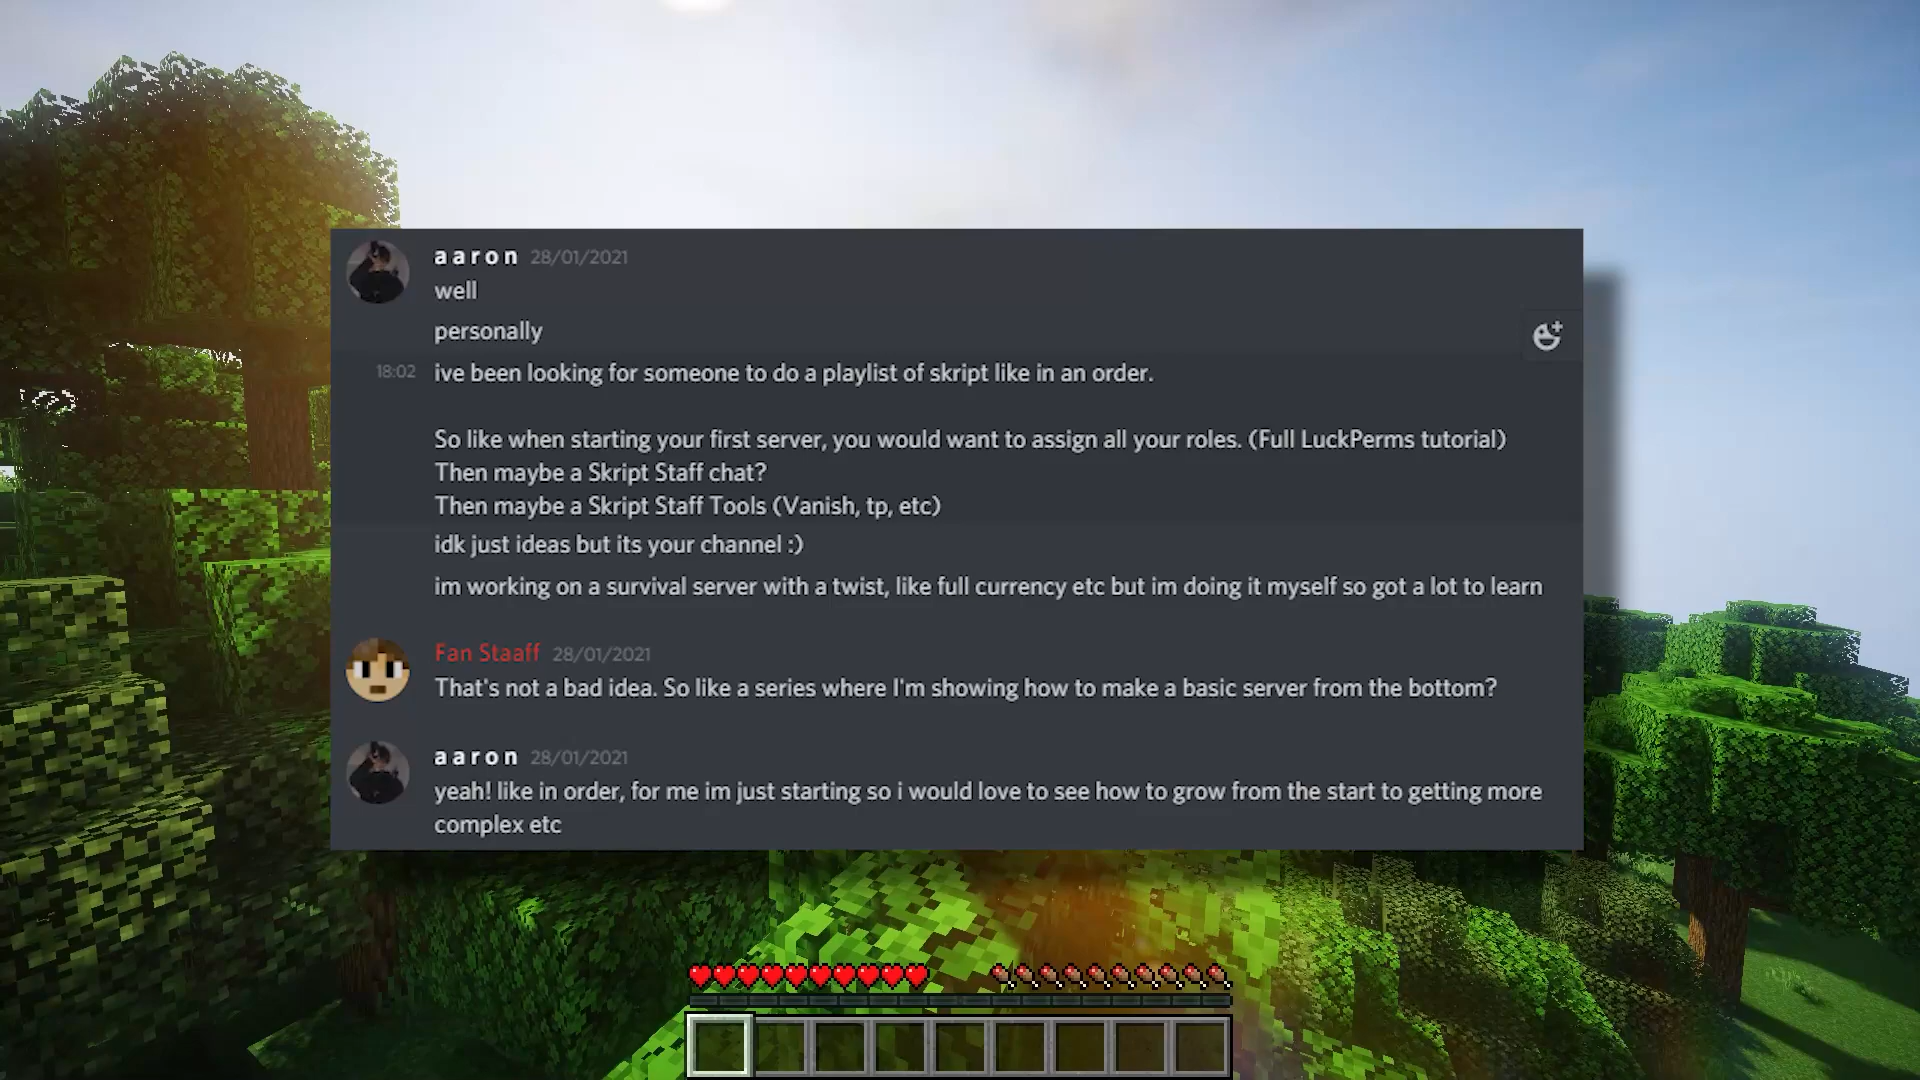 aaron 28/01/2021
well
personally
18:02 ive been looking for someone to do a playlist of skript like in an order.
So like when starting your first server, you would want to assign all your roles. (Full LuckPerms tutorial)
Then maybe a Skript Staff chat?
Then maybe a Skript Staff Tools (Vanish, tp, etc)
idk just ideas but its your channel :)
im working on a survival server with a twist, like full currency etc but im doing it myself so got a lot to learn
Fan Staaff 28/01/2021
That's not a bad idea. So like a series where I'm showing how to make a basic server from the bottom?
aaron 28/01/2021
yeah! like in order, for me im just starting so i would love to see how to grow from the start to getting more
complex etc